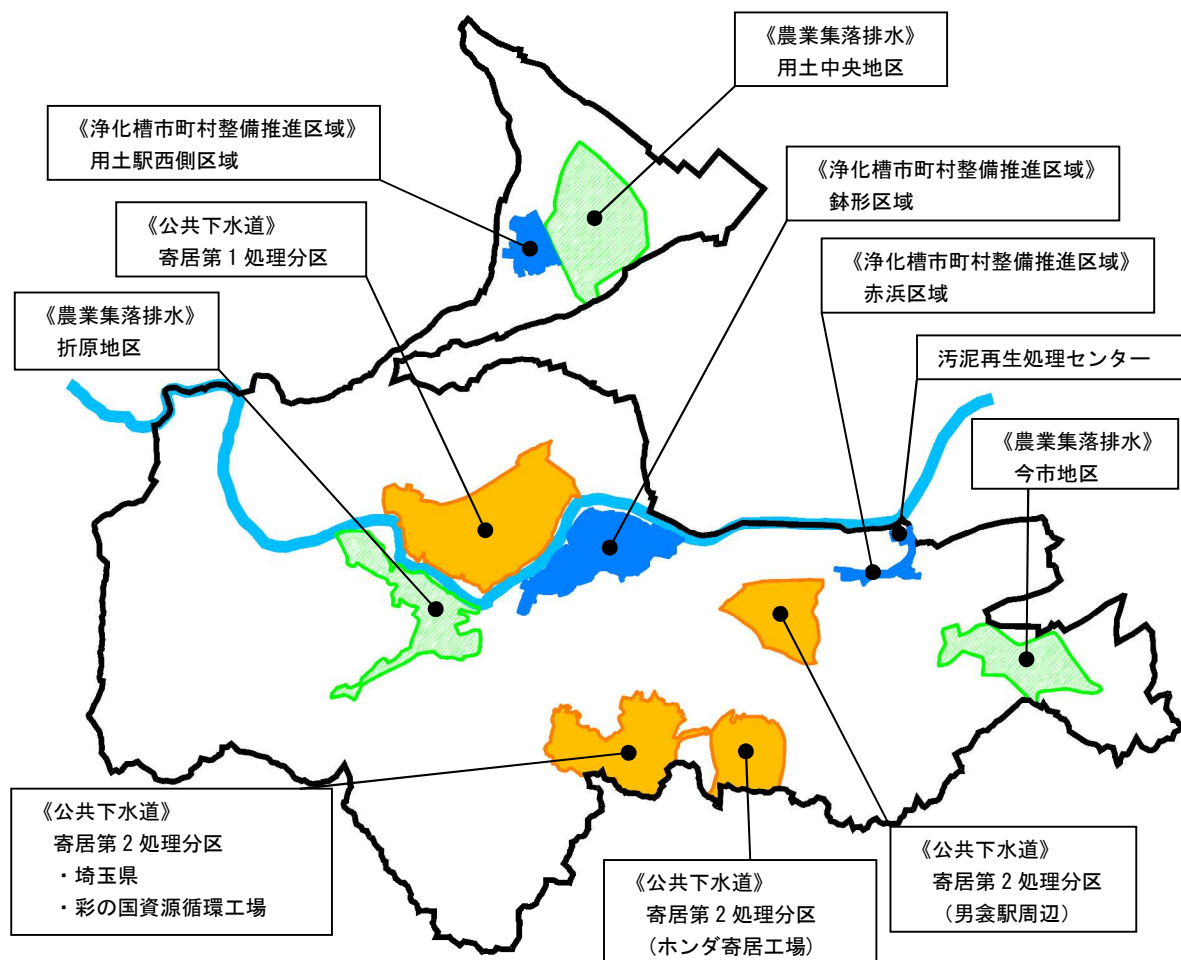 《農業集落排水》
用土中央地区
《浄化槽市町村整備推進区域》
用土駅西側区域
《浄化槽市町村整備推進区域》
鉢形区域
《公共下水道》
寄居第1処理分区
《浄化槽市町村整備推進区域》
赤浜区域
《農業集落排水》
折原地区
汚泥再生処理センター
《農業集落排水》
今市地区
《公共下水道》
寄居第2処理分区
・埼玉県
・彩の国資源循環工場
《公共下水道》
寄居第2処理分区
(ホンダ寄居工場)
《公共下水道》
寄居第2処理分区
(男衾駅周辺)